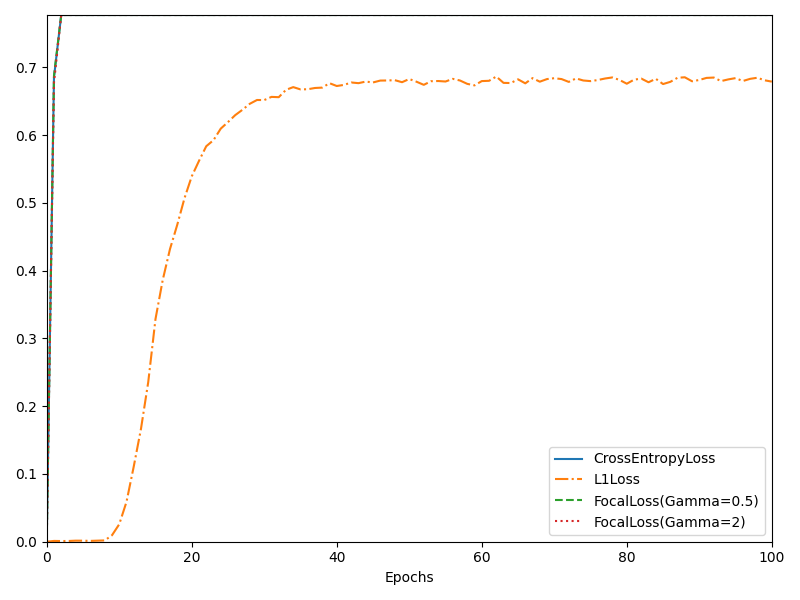 0.7
0.6
0.5
0.4
0.3
0.2
0.1
0.0
CrossEntropyLoss
L1Loss
FocalLoss(Gamma=0.5)
FocalLoss(Gamma=2)
0 20 40 60 80 100
Epochs